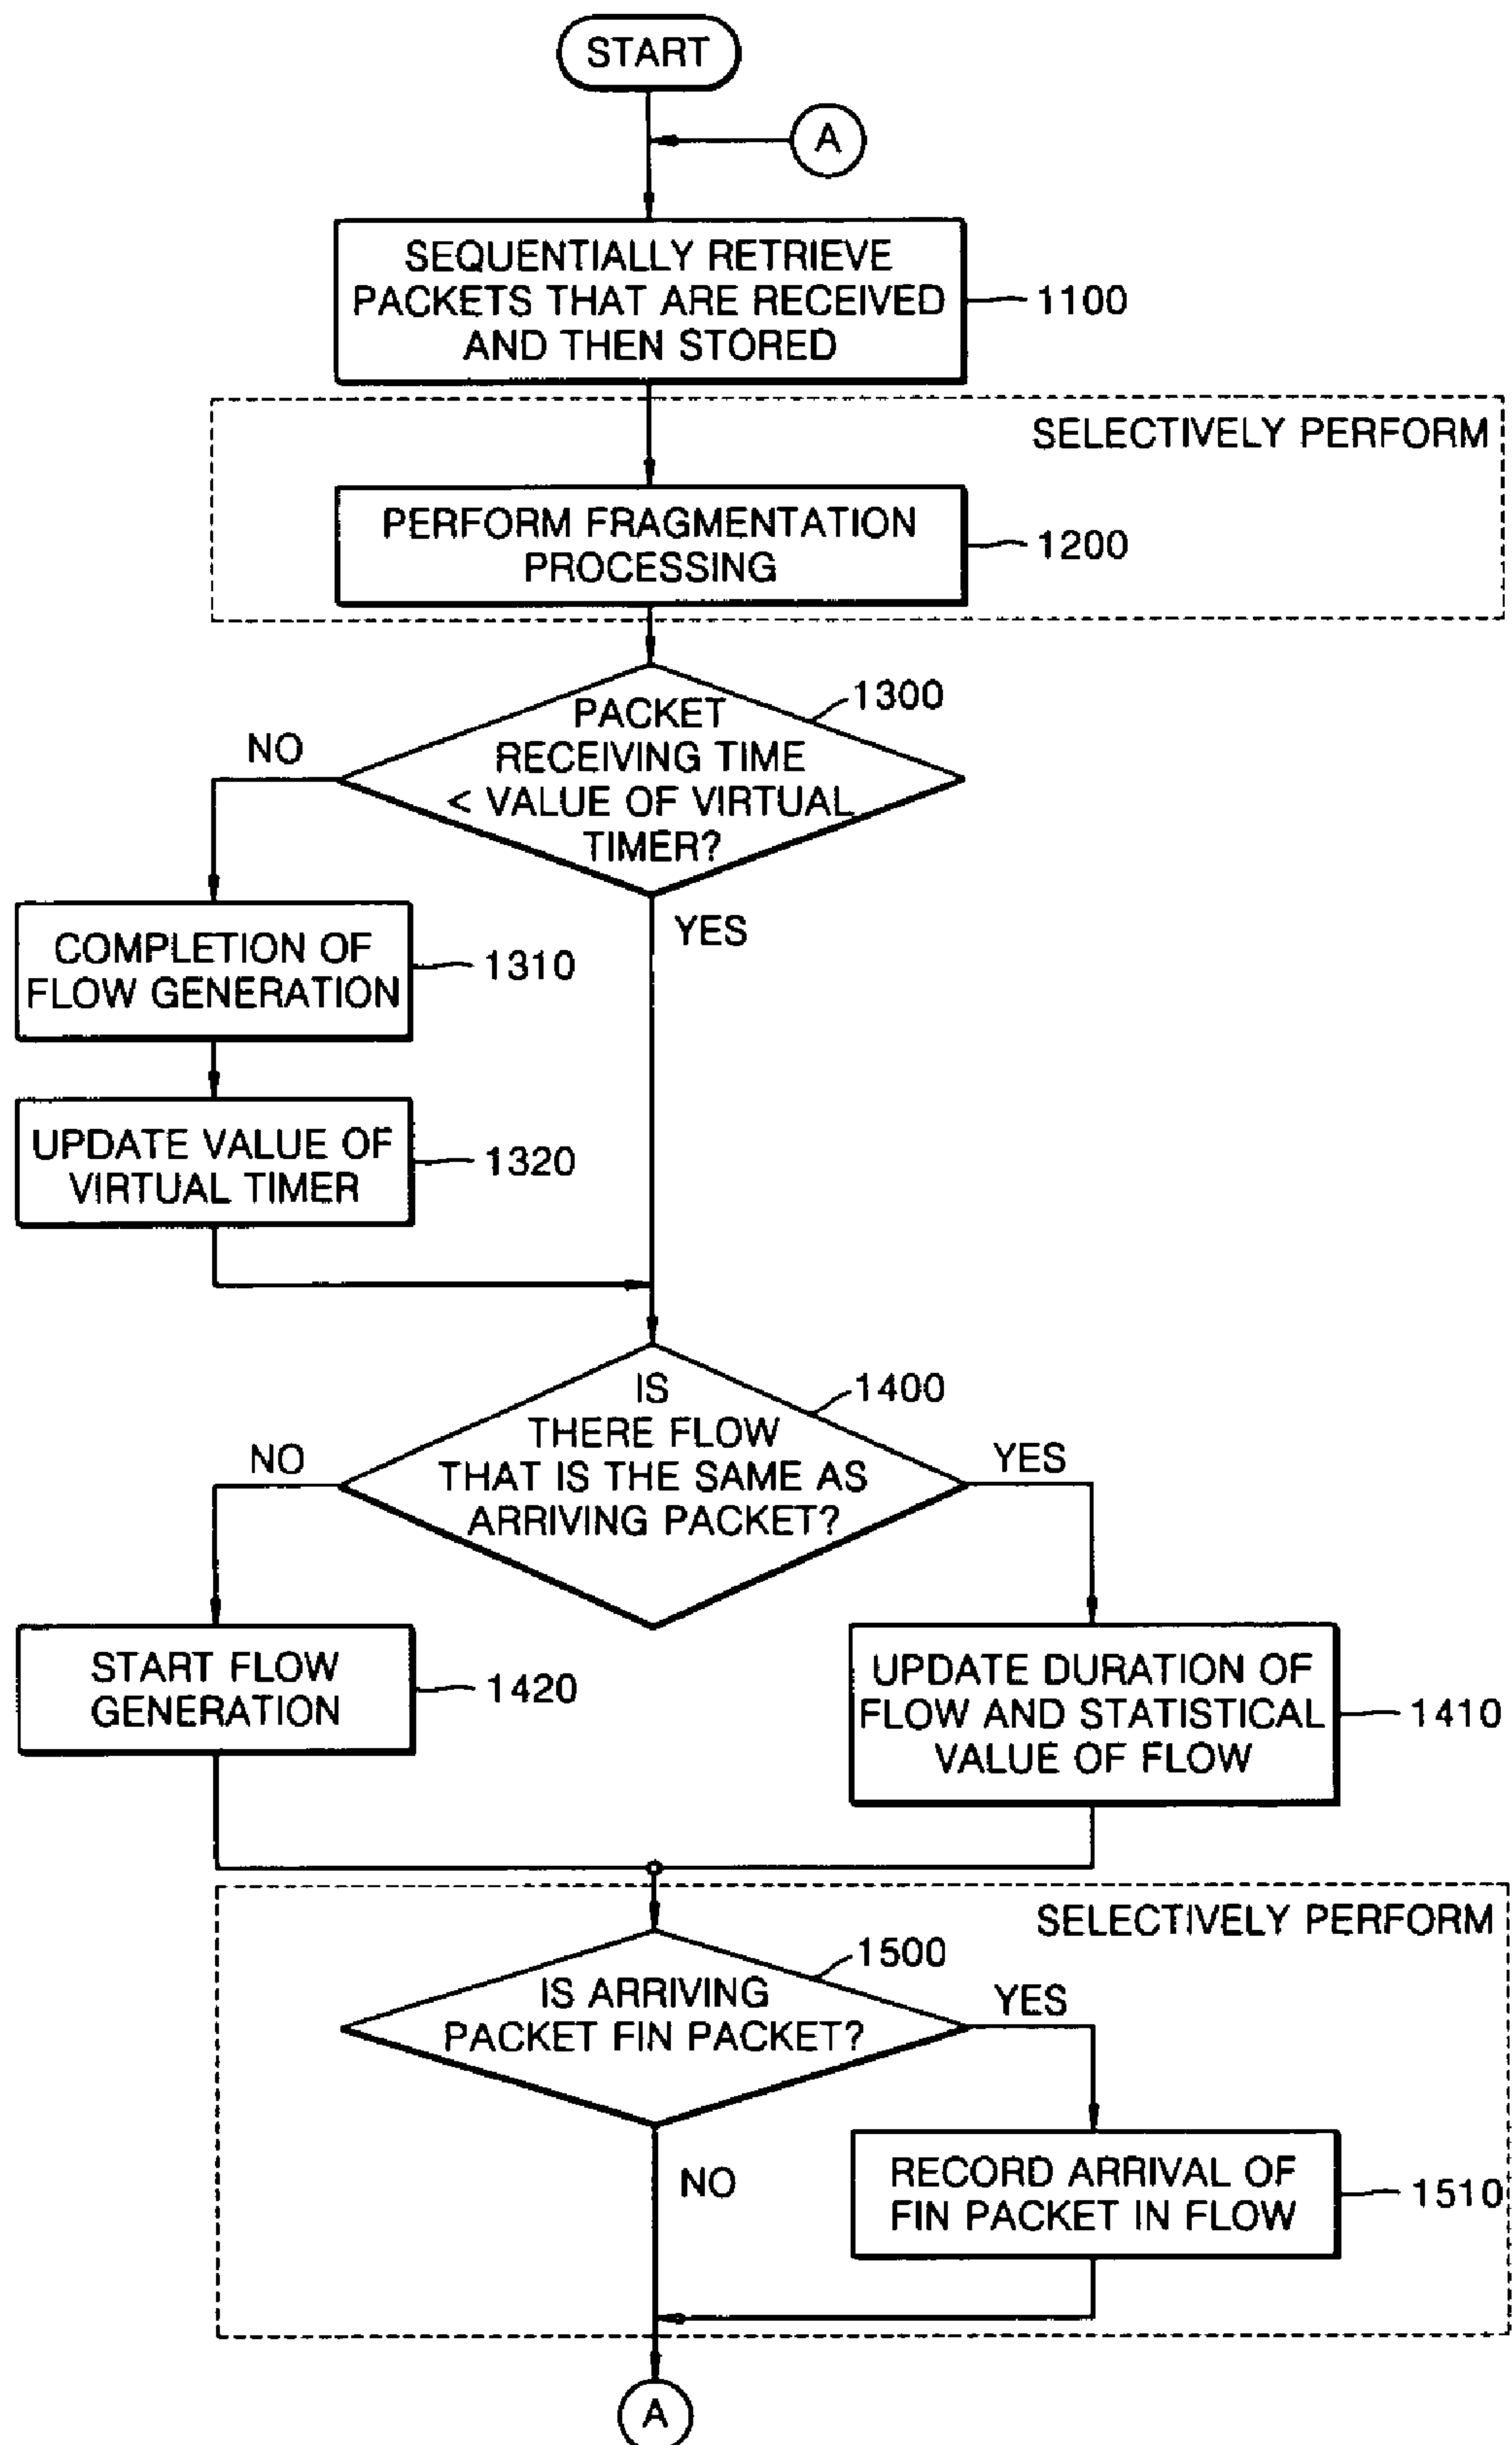 START
A
SEQUENTIALLY RETRIEVE
PACKETS THAT ARE RECEIVED
AND THEN STORED
1100
SELECTIVELY PERFORM
PERFORM FRAGMENTATION
PROCESSING
1200
PACKET
RECEIVING TIME
< VALUE OF VIRTUAL
TIMER?
1300
NO
YES
COMPLETION OF
FLOW GENERATION
1310
UPDATE VALUE OF
VIRTUAL TIMER
1320
IS
THERE FLOW
THAT IS THE SAME AS
ARRIVING PACKET?
1400
NO
YES
START FLOW
GENERATION
1420
UPDATE DURATION OF
FLOW AND STATISTICAL
VALUE OF FLOW
1410
SELECTIVELY PERFORM
IS ARRIVING
PACKET FIN PACKET?
1500
YES
NO
RECORD ARRIVAL OF
FIN PACKET IN FLOW
1510
A